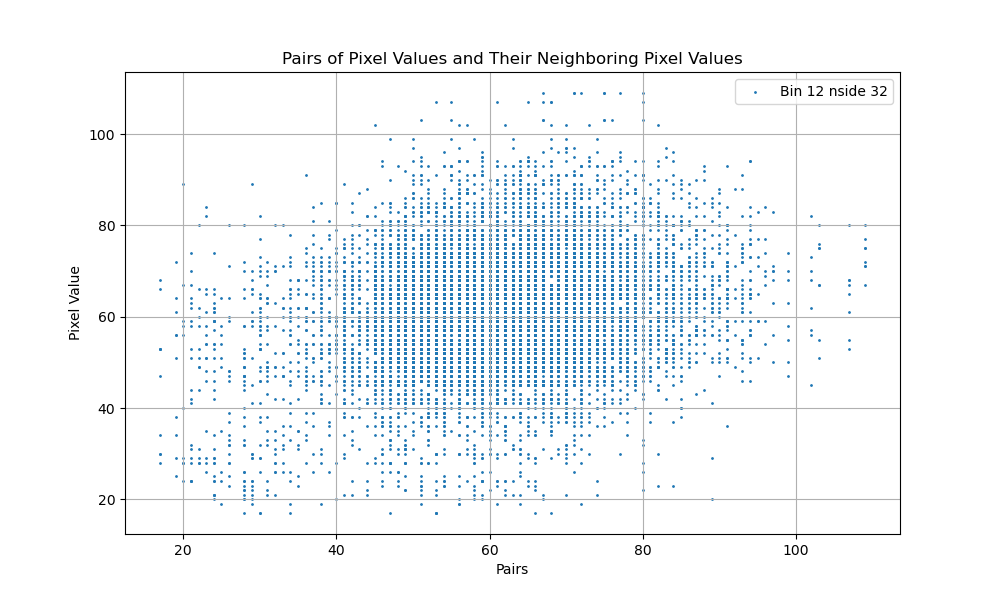 Pairs of Pixel Values and Their Neighboring Pixel Values
Bin 12 nside 32
Pixel Value
100
80
60
40
20
20 40 60 80 100
Pairs